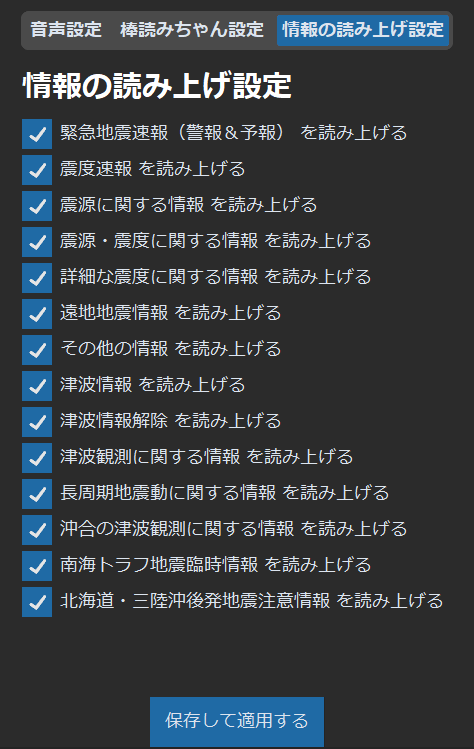 音声設定 棒読みちゃん設定 情報の読み上げ設定
情報の読み上げ設定
緊急地震速報（警報＆予報） を読み上げる
震度速報 を読み上げる
震源に関する情報 を読み上げる
震源・震度に関する情報 を読み上げる
詳細な震度に関する情報 を読み上げる
遠地地震情報 を読み上げる
その他の情報 を読み上げる
津波情報 を読み上げる
津波情報解除 を読み上げる
津波観測に関する情報 を読み上げる
長周期地震動に関する情報 を読み上げる
沖合の津波観測に関する情報 を読み上げる
南海トラフ地震臨時情報 を読み上げる
北海道・三陸沖後発地震注意情報 を読み上げる
保存して適用する